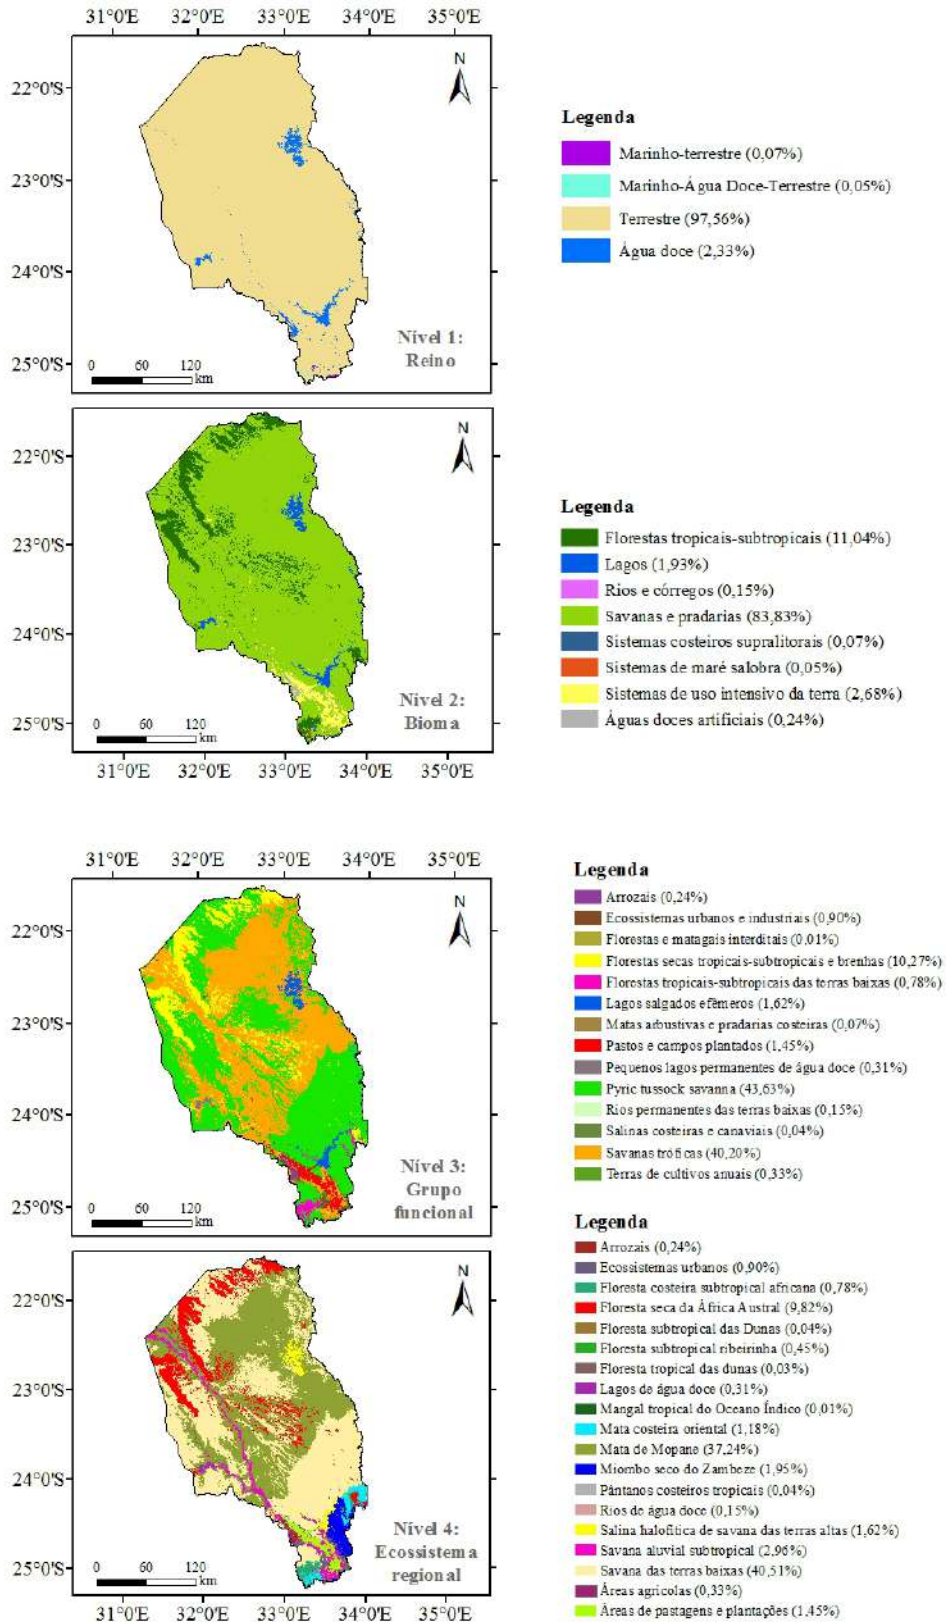 31°0'E 32°0'E 33°0'E 34°0'E 35°0'E
22°0'S
23°0'S
24°0'S
25°0'S
N
0 60 120
km
Nível 1:
Reino
Legenda
Marinho-terrestre (0,07%)
Marinho-Água Doce-Terrestre (0,05%)
Terrestre (97,56%)
Água doce (2,33%)
22°0'S
23°0'S
24°0'S
25°0'S
N
0 60 120
km
Nível 2:
Bioma
31°0'E 32°0'E 33°0'E 34°0'E 35°0'E
Legenda
Florestas tropicais-subtropicais (11,04%)
Lagos (1,93%)
Rios e córregos (0,15%)
Savanas e pradarias (83,83%)
Sistemas costeiros supralitorais (0,07%)
Sistemas de maré salobra (0,05%)
Sistemas de uso intensivo da terra (2,68%)
Águas doces artificiais (0,24%)
31°0'E 32°0'E 33°0'E 34°0'E 35°0'E
22°0'S
23°0'S
24°0'S
25°0'S
N
0 60 120
km
Nível 3:
Grupo
funcional
Legenda
Arrozais (0,24%)
Ecossistemas urbanos e industriais (0,90%)
Florestas e matagais interditais (0,01%)
Florestas secas tropicais-subtropicais e brenhas (10,27%)
Florestas tropicais-subtropicais das terras baixas (0,78%)
Lagos salgados efêmeros (1,62%)
Matas arbustivas e pradarias costeiras (0,07%)
Pastos e campos plantados (1,45%)
Pequenos lagos permanentes de água doce (0,31%)
Pyric tussock savanna (43,63%)
Rios permanentes das terras baixas (0,15%)
Salinas costeiras e canaviais (0,04%)
Savanas tróficas (40,20%)
Terras de cultivos anuais (0,33%)
22°0'S
23°0'S
24°0'S
25°0'S
N
0 60 120
km
Nível 4:
Ecossistema
regional
31°0'E 32°0'E 33°0'E 34°0'E 35°0'E
Legenda
Arrozais (0,24%)
Ecossistemas urbanos (0,90%)
Floresta costeira subtropical africana (0,78%)
Floresta seca da África Austral (9,82%)
Floresta subtropical das Dunas (0,04%)
Floresta subtropical ribeirinha (0,45%)
Floresta tropical das dunas (0,03%)
Lagos de água doce (0,31%)
Mangal tropical do Oceano Índico (0,01%)
Mata costeira oriental (1,18%)
Mata de Mopane (37,24%)
Miombo seco do Zambeze (1,95%)
Pântanos costeiros tropicais (0,04%)
Rios de água doce (0,15%)
Salina halofítica de savana das terras altas (1,62%)
Savana aluvial subtropical (2,96%)
Savana das terras baixas (40,51%)
Áreas agrícolas (0,33%)
Áreas de pastagens e plantações (1,45%)